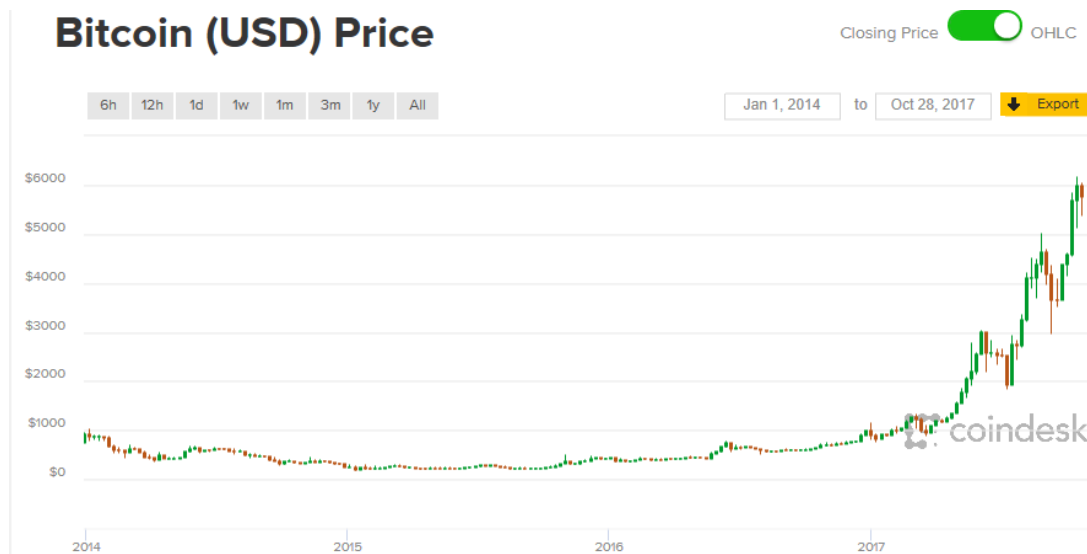 Bitcoin (USD) Price
Closing Price OHLC
6h 12h 1d 1w 1m 3m 1y All
Jan 1, 2014 to Oct 28, 2017 Export
$6000
$5000
$4000
$3000
$2000
$1000
coindesk
$0
2014 2015 2016 2017